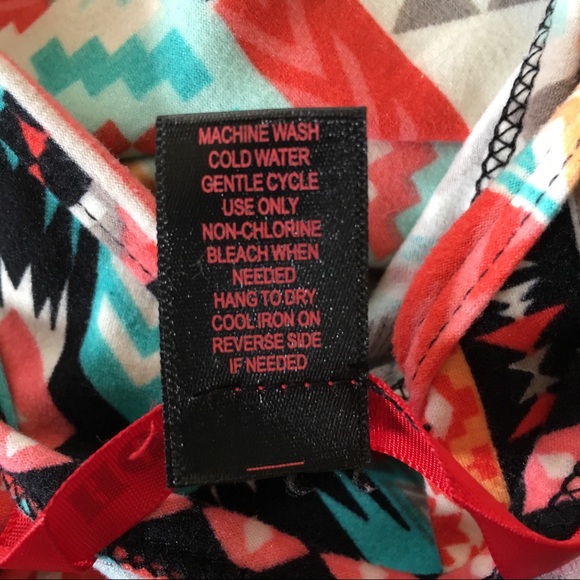 MACHINE WASH
COLD WATER
GENTLE CYCLE
USE ONLY
NON-CHLORINE
BLEACH WHEN
NEEDED
HANG TO DRY
COOL IRON ON
REVERSE SIDE
IF NEEDED